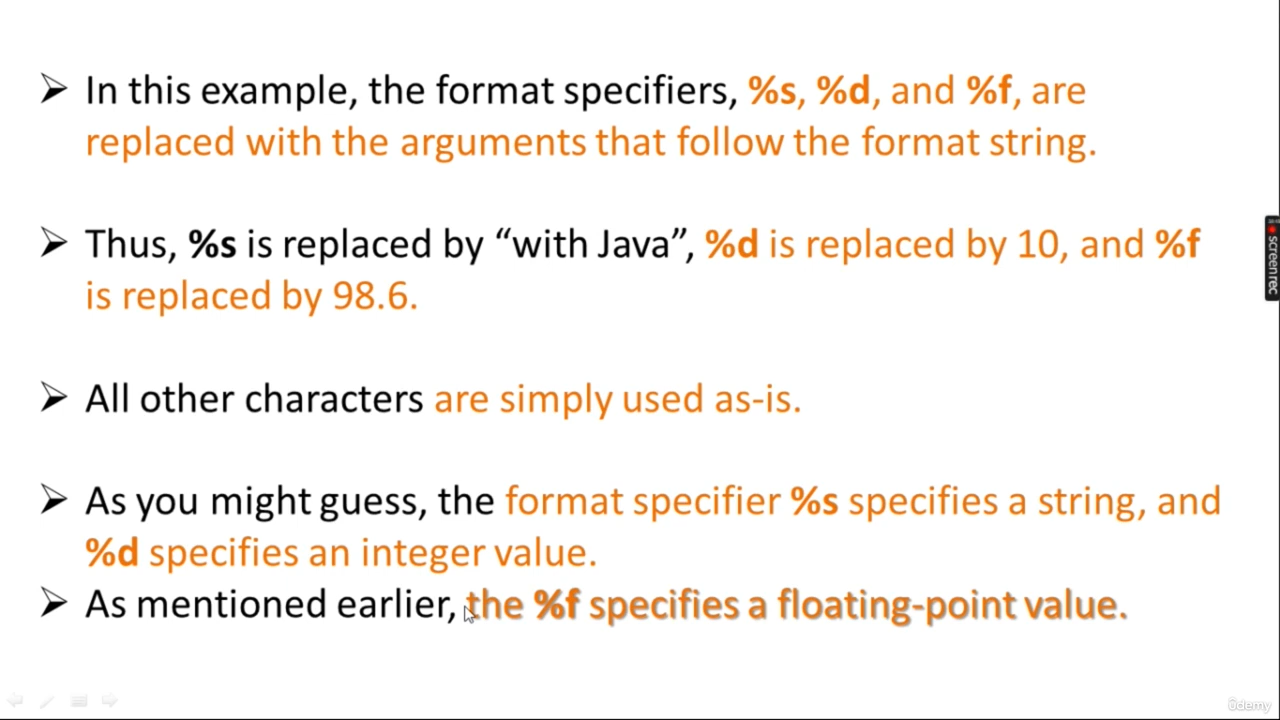 ➢ In this example, the format specifiers, %s, %d, and %f, are
replaced with the arguments that follow the format string.
➢ Thus, %s is replaced by “with Java”, %d is replaced by 10, and %f
is replaced by 98.6.
➢ All other characters are simply used as-is.
➢ As you might guess, the format specifier %s specifies a string, and
%d specifies an integer value.
➢ As mentioned earlier, the %f specifies a floating-point value.
screenrec
ûdemy